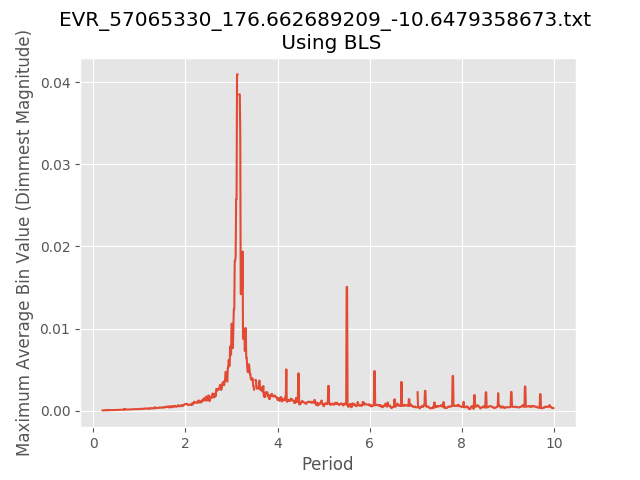 EVR_57065330_176.662689209_-10.6479358673.txt
Using BLS
Maximum Average Bin Value (Dimmest Magnitude)
0.04
0.03
0.02
0.01
0.00
0 2 4 6 8 10
Period